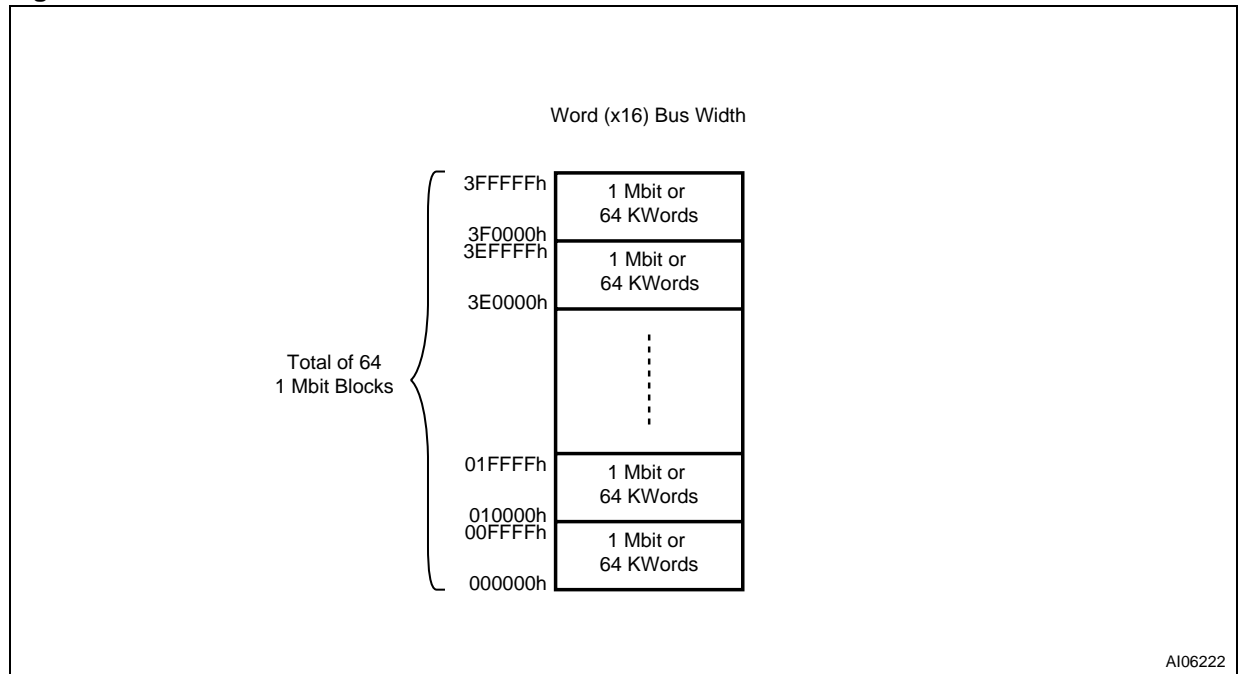 Word (x16) Bus Width
3FFFFFh
1 Mbit or
64 KWords
3F0000h
3EFFFFh
1 Mbit or
64 KWords
3E0000h
Total of 64
1 Mbit Blocks
01FFFFh
1 Mbit or
64 KWords
010000h
00FFFFh
1 Mbit or
64 KWords
000000h
AI06222